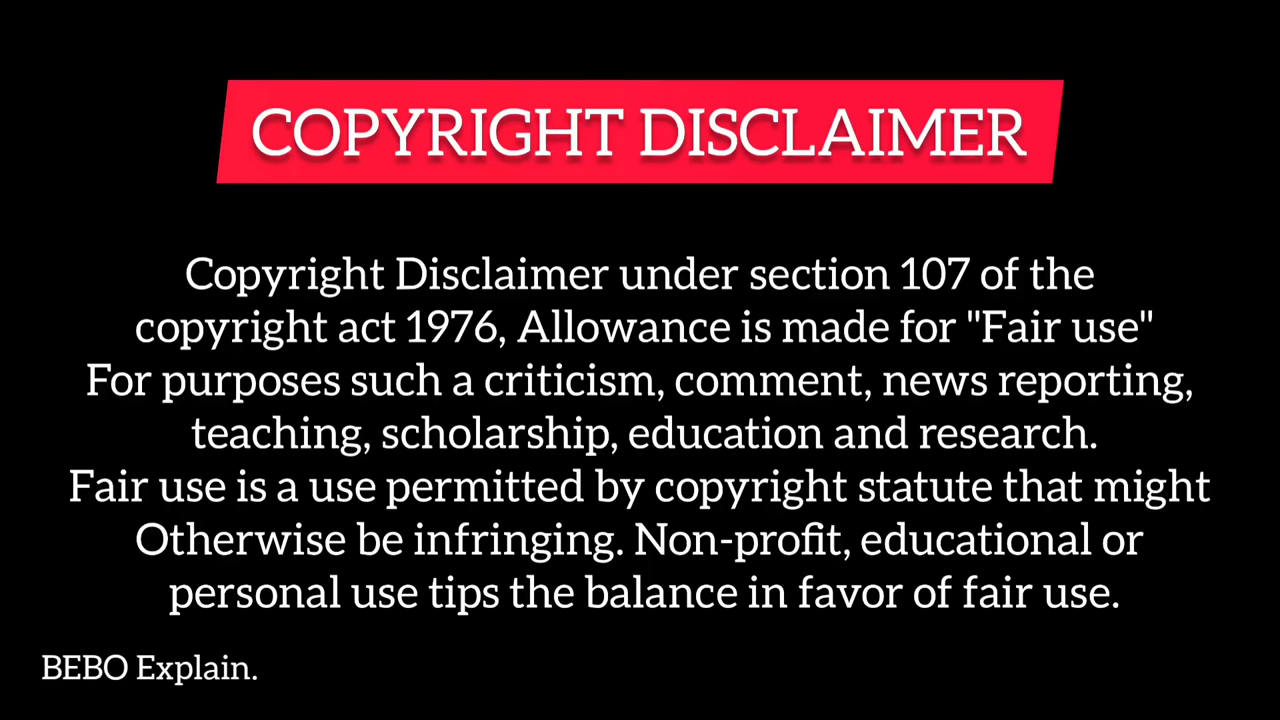 COPYRIGHT DISCLAIMER
Copyright Disclaimer under section 107 of the
copyright act 1976, Allowance is made for "Fair use"
For purposes such a criticism, comment, news reporting,
teaching, scholarship, education and research.
Fair use is a use permitted by copyright statute that might
Otherwise be infringing. Non-profit, educational or
personal use tips the balance in favor of fair use.
BEBO Explain.